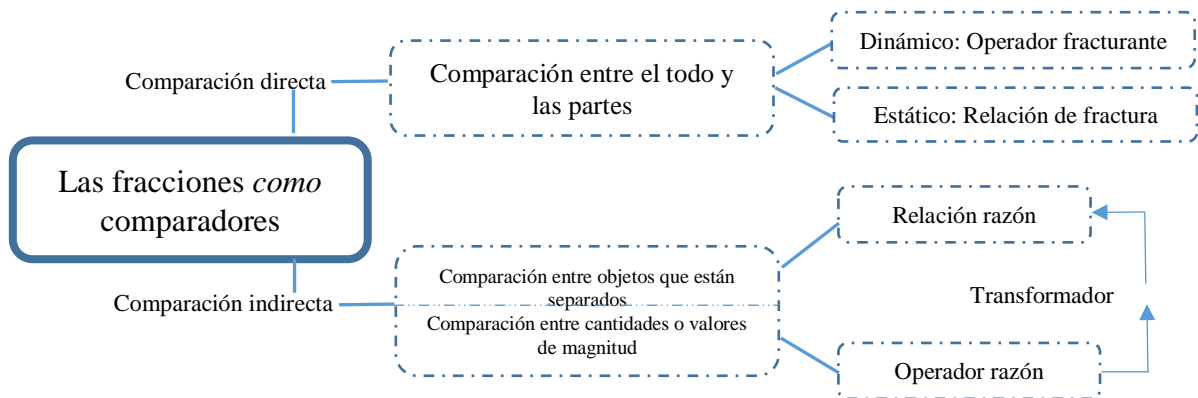 Dinámico: Operador fracturante
Comparación directa
Comparación entre el todo y
las partes
Estático: Relación de fractura
Las fracciones como
comparadores
Relación razón
Comparación entre objetos que están
separados
Comparación indirecta
Comparación entre cantidades o valores
de magnitud
Transformador
Operador razón